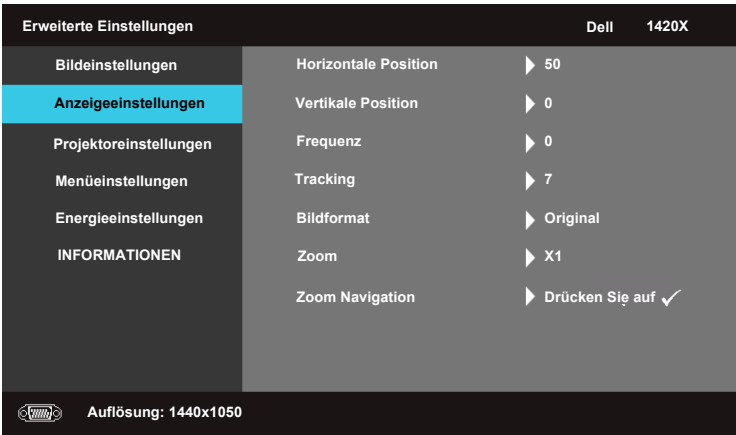 Erweiterte Einstellungen Dell 1420X
Bildeinstellungen Horizontale Position 50
Anzeigeeinstellungen Vertikale Position 0
Projektoreinstellungen Frequenz 0
Menüeinstellungen Tracking 7
Energieeinstellungen Bildformat Original
INFORMATIONEN Zoom X1
Zoom Navigation Drücken Siẹ auf ✓
Auflösung: 1440x1050